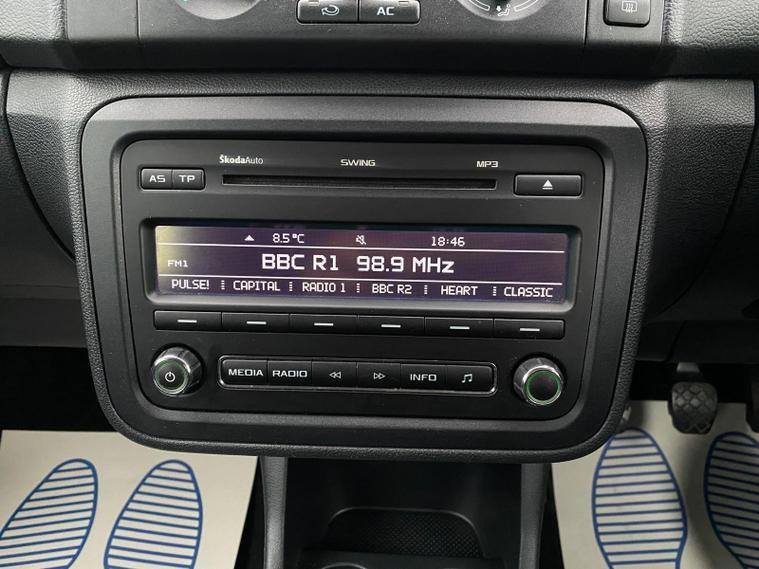 AC
ŠkodaAuto SWING MP3
AS TP
8.5°C 18:46
FM1 BBC R1 98.9 MHz
PULSE! CAPITAL RADIO 1 BBC R2 HEART CLASSIC
MEDIA RADIO INFO